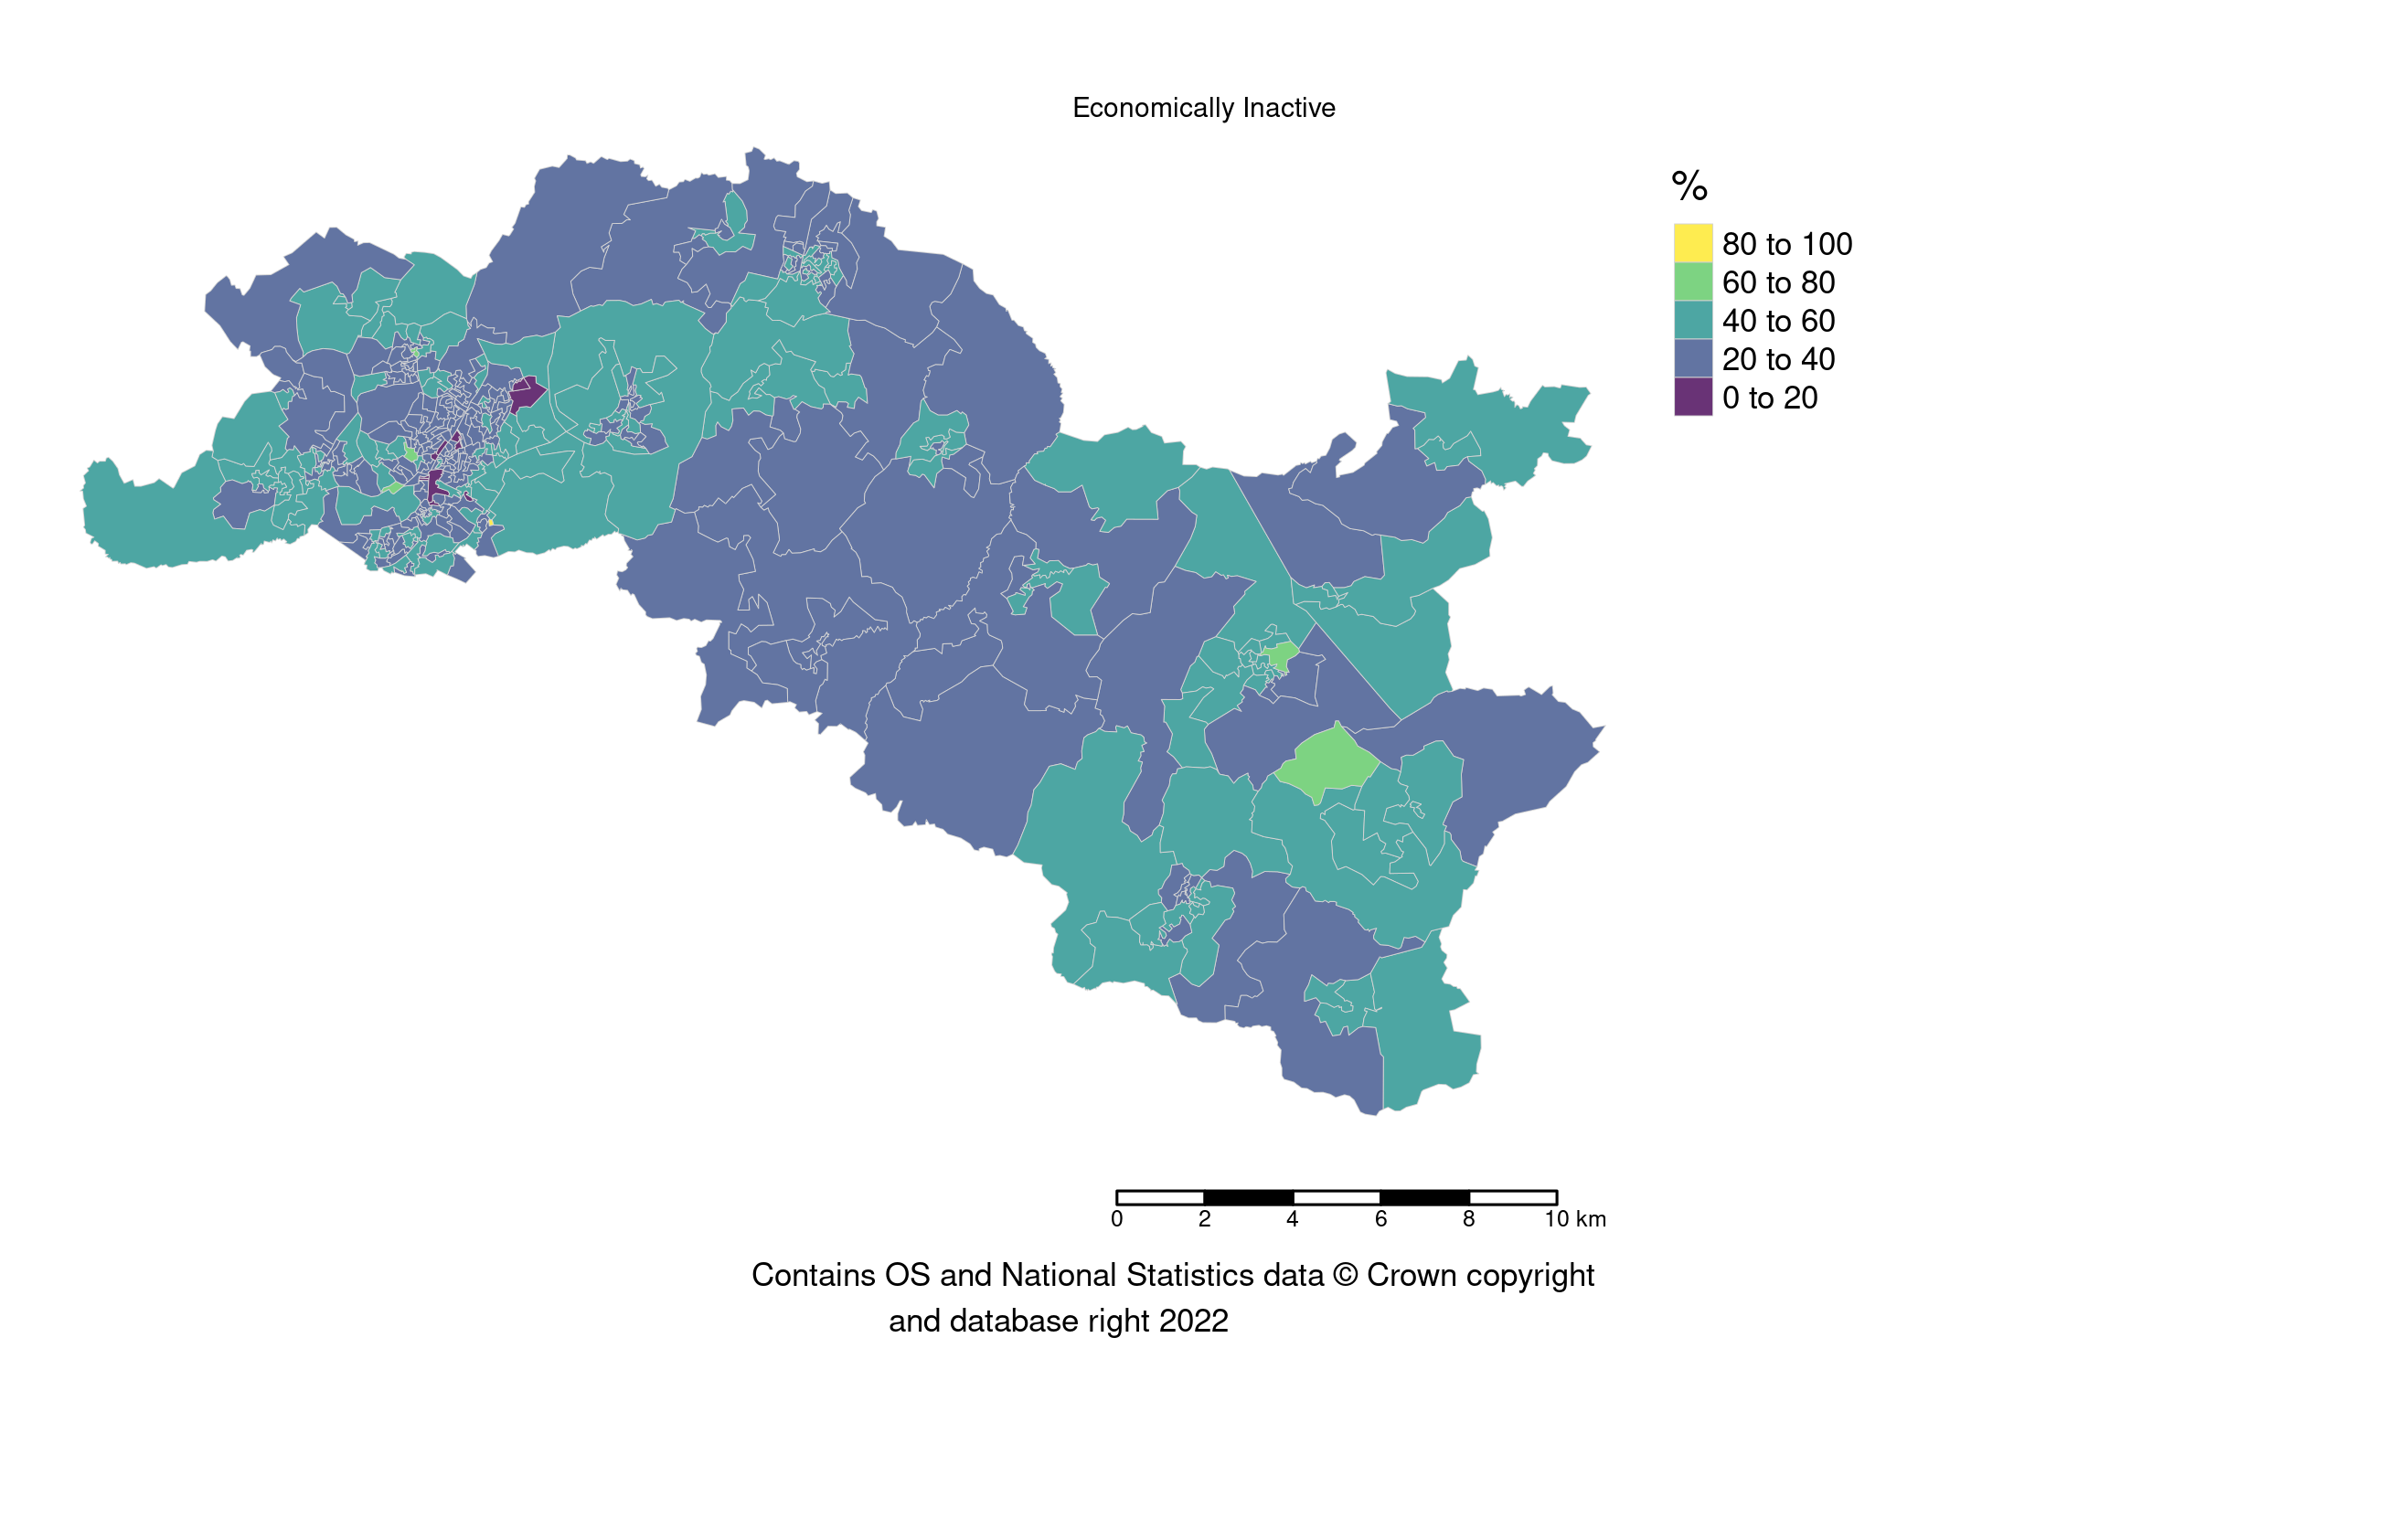 Economically Inactive
%
80 to 100
60 to 80
40 to 60
20 to 40
0 to 20
0 2 4 6 8 10 km
Contains OS and National Statistics data © Crown copyright
and database right 2022